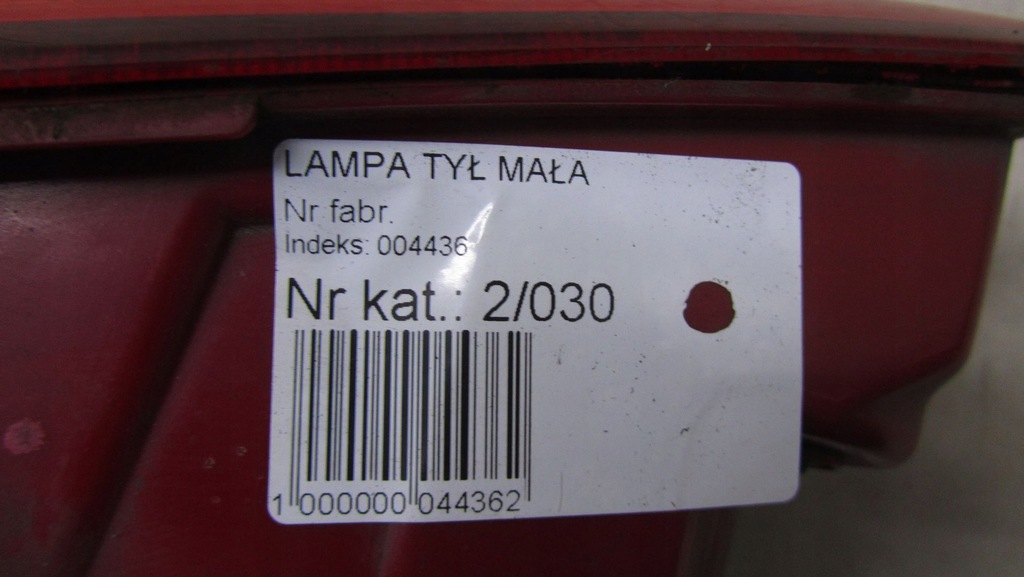 LAMPA TYŁ MAŁA
Nr fabr.
Indeks: 004436
Nr kat.: 2/030
1 000000 044362